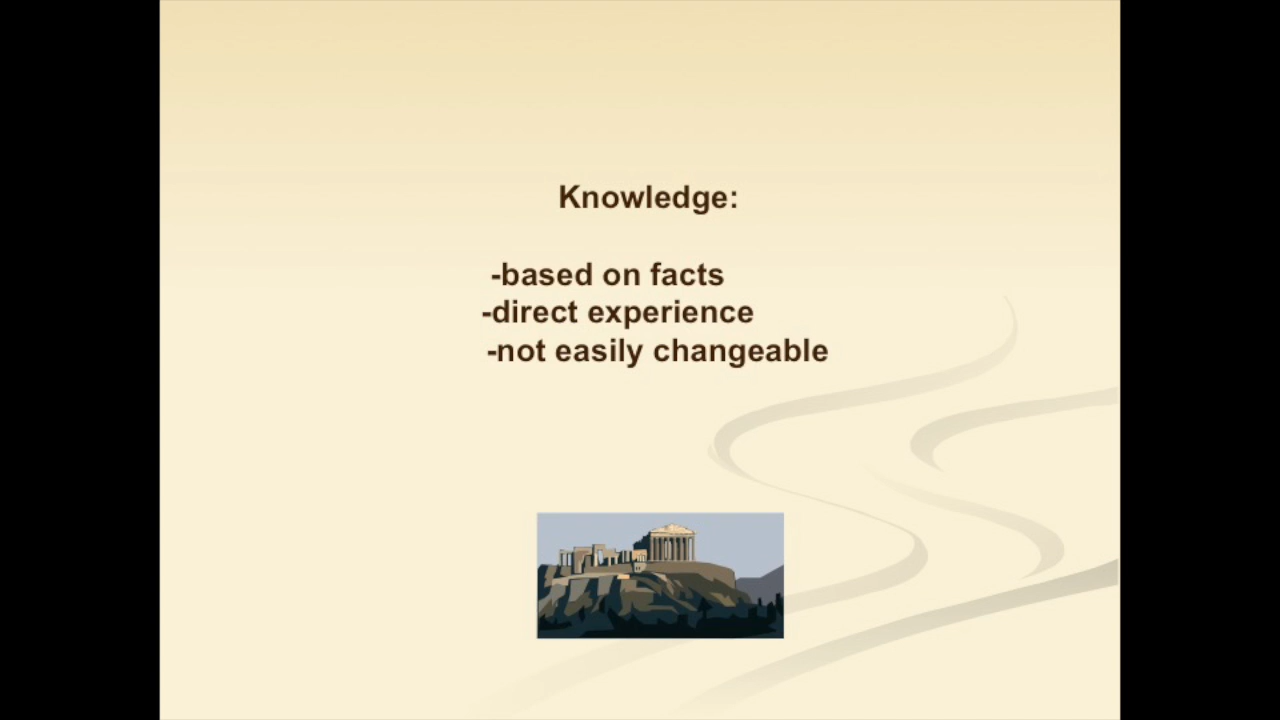 Knowledge:
-based on facts
-direct experience
-not easily changeable